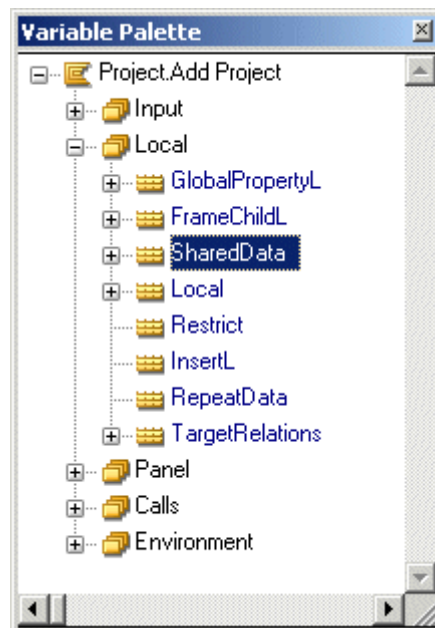 Variable Palette
Project.Add Project
Input
Local
GlobalPropertyL
FrameChildL
SharedData
Local
Restrict
InsertL
RepeatData
TargetRelations
Panel
Calls
Environment